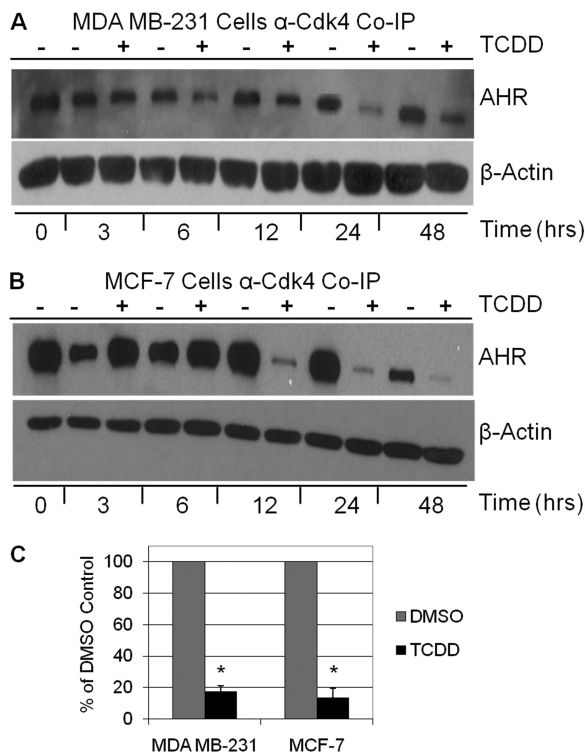 A
MDA MB-231 Cells α-Cdk4 Co-IP
- - + - + - + - + - + TCDD
AHR
β-Actin
0 3 6 12 24 48 Time (hrs)
B
MCF-7 Cells α-Cdk4 Co-IP
- - + - + - + - + - + TCDD
AHR
β-Actin
0 3 6 12 24 48 Time (hrs)
C
% of DMSO Control
100
80
60
40
20
0
* *
MDA MB-231 MCF-7
DMSO
TCDD